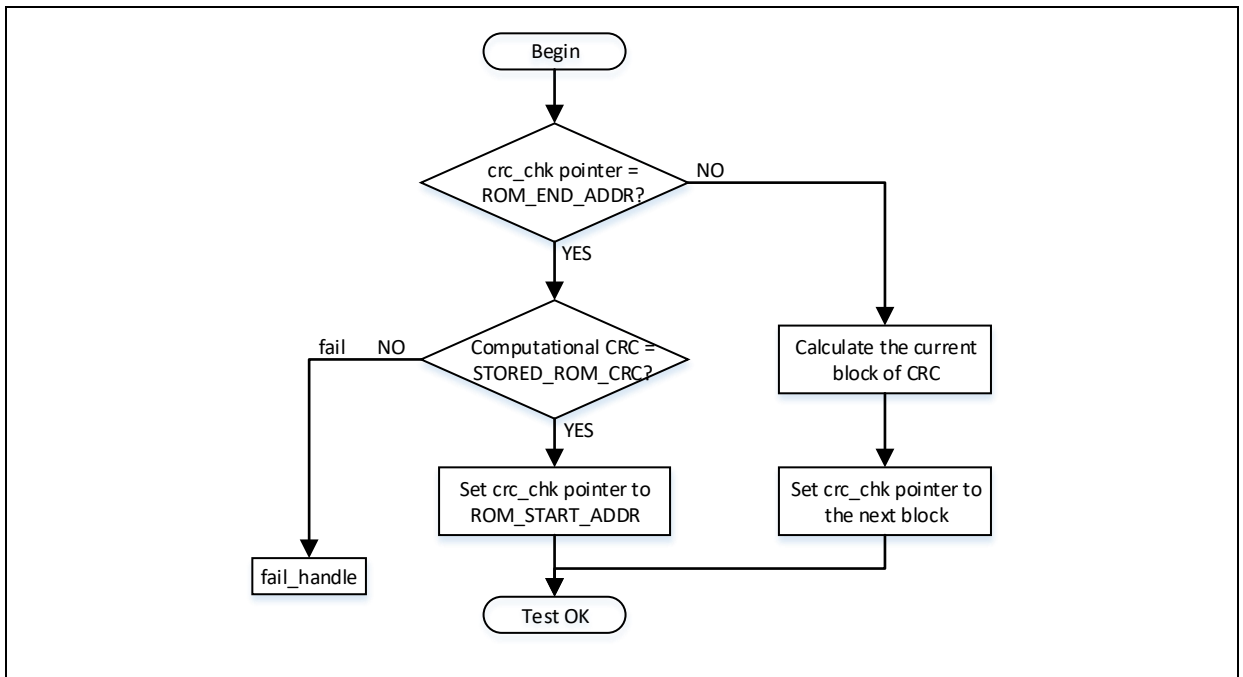 Begin
crc_chk pointer =
ROM_END_ADDR?
NO
YES
fail
NO
Computational CRC =
STORED_ROM_CRC?
Calculate the current
block of CRC
YES
Set crc_chk pointer to
ROM_START_ADDR
Set crc_chk pointer to
the next block
fail_handle
Test OK